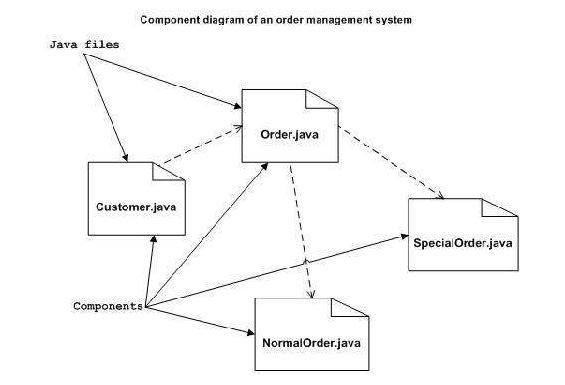 Component diagram of an order management system
Java files
Order.java
Customer.java
SpecialOrder.java
Components
NormalOrder.java